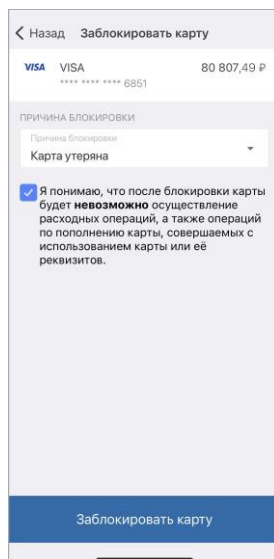 Назад Заблокировать карту
VISA VISA 80 807,49 ₽
**** **** **** 6851
ПРИЧИНА БЛОКИРОВКИ
Причина блокировки
Карта утеряна
Я понимаю, что после блокировки карты
будет невозможно осуществление
расходных операций, а также операций
по пополнению карты, совершаемых с
использованием карты или её
реквизитов.
Заблокировать карту